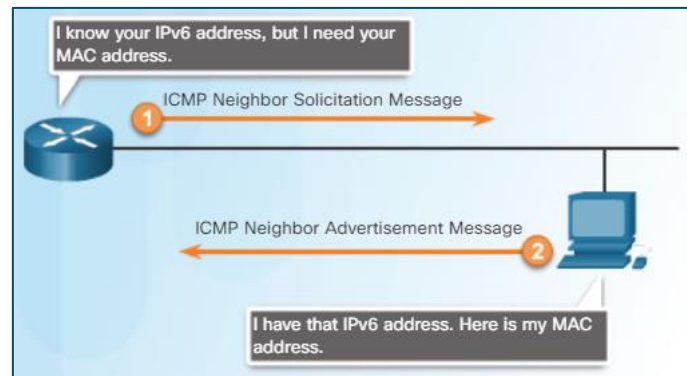 I know your IPv6 address, but I need your
MAC address.
ICMP Neighbor Solicitation Message
1
ICMP Neighbor Advertisement Message
2
I have that IPv6 address. Here is my MAC
address.